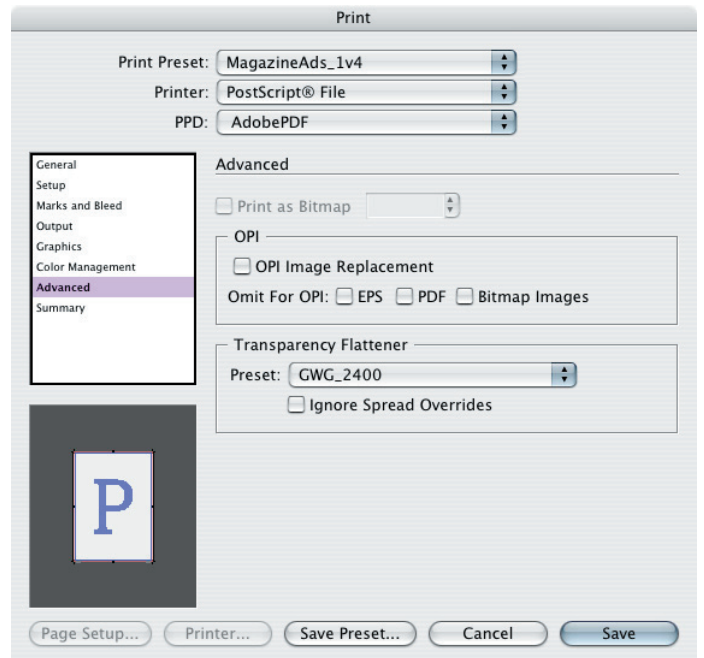 Print
Print Preset: MagazineAds_1v4
Printer: PostScript® File
PPD: AdobePDF
General
Setup
Marks and Bleed
Output
Graphics
Color Management
Advanced
Summary
Advanced
Print as Bitmap
OPI
OPI Image Replacement
Omit For OPI: EPS PDF Bitmap Images
Transparency Flattener
Preset: GWG_2400
Ignore Spread Overrides
P
Page Setup... Printer... Save Preset... Cancel Save